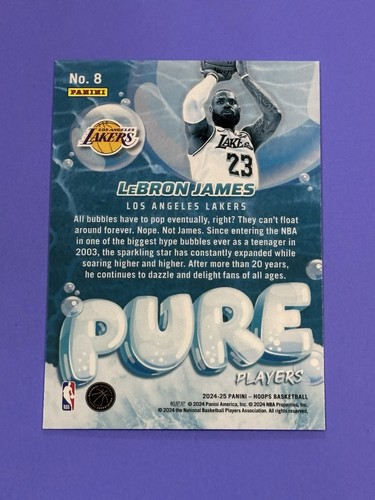 No. 8
PANINI
LOS ANGELES
LAKERS
LAKE
23
LEBRON JAMES
LOS ANGELES LAKERS
All bubbles have to pop eventually, right? They can't float
around forever. Nope. Not James. Since entering the NBA
in one of the biggest hype bubbles ever as a teenager in
2003, the sparkling star has constantly expanded while
soaring higher and higher. After more than 20 years,
he continues to dazzle and delight fans of all ages.
PURE
PLAYERS
NBA
2024-25 PANINI – HOOPS BASKETBALL
© 2024 Panini America, Inc. © 2024 NBA Properties, Inc.
© 2024 the National Basketball Players Association. All rights reserved.